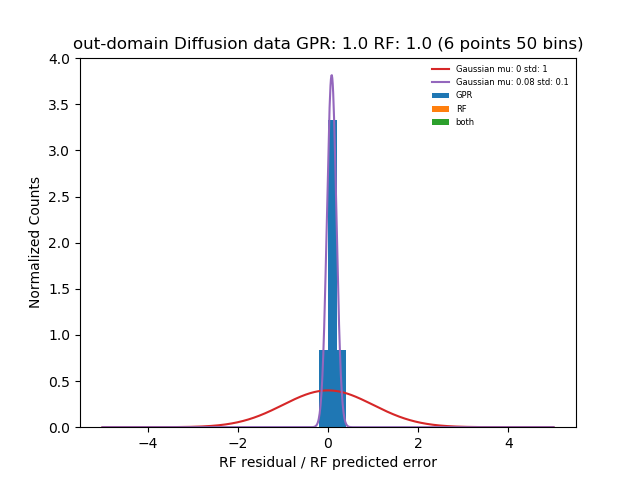 out-domain Diffusion data GPR: 1.0 RF: 1.0 (6 points 50 bins)
Gaussian mu: 0 std: 1
Gaussian mu: 0.08 std: 0.1
GPR
RF
both
Normalized Counts
4.0
3.5
3.0
2.5
2.0
1.5
1.0
0.5
0.0
−4
−2
0
2
4
RF residual / RF predicted error